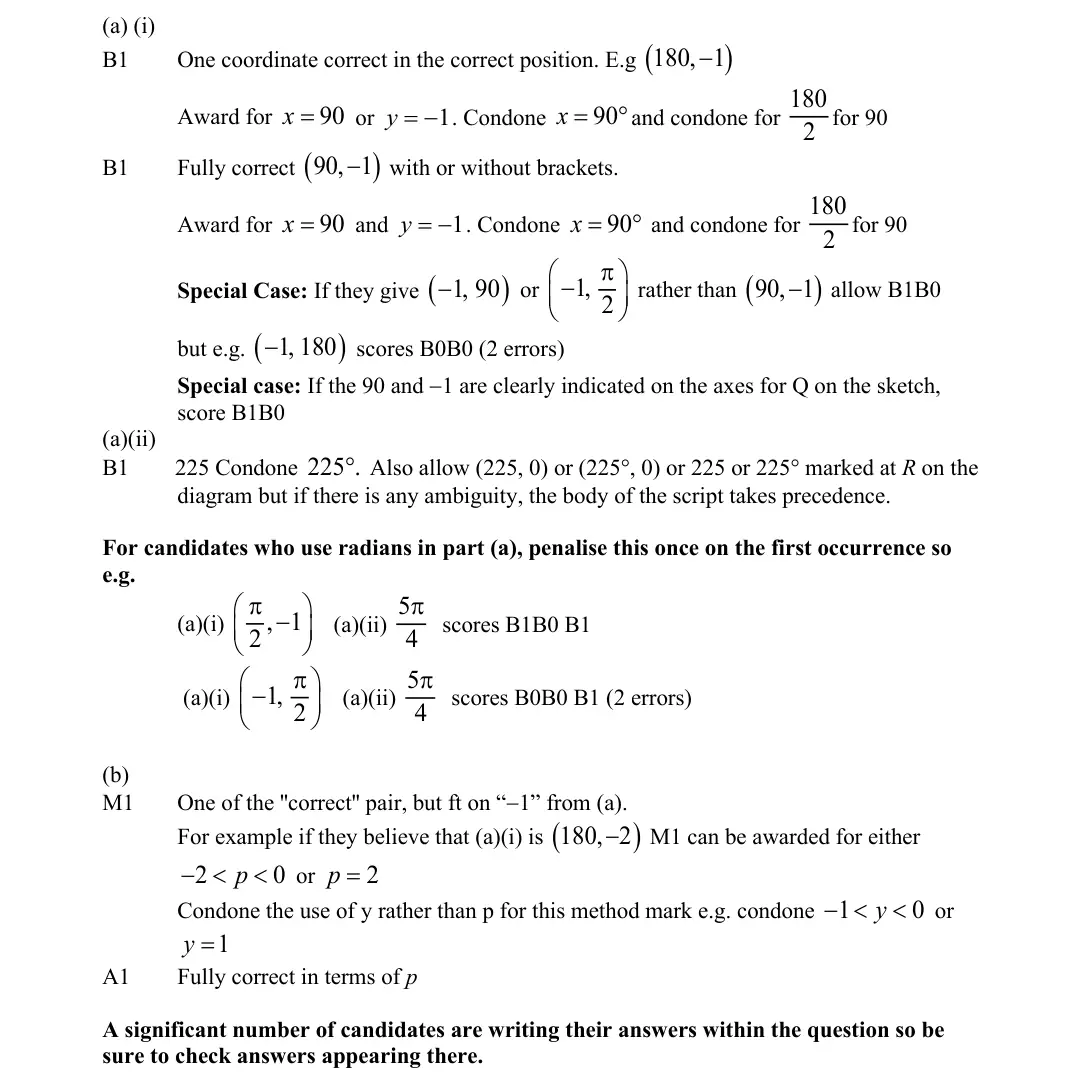 (a) (i)
B1 One coordinate correct in the correct position. E.g (180,−1)
Award for x = 90 or y = −1. Condone x = 90° and condone for 180/2 for 90
B1 Fully correct (90,−1) with or without brackets.
Award for x = 90 and y = −1. Condone x = 90° and condone for 180/2 for 90
Special Case: If they give (−1, 90) or (−1, π/2) rather than (90,−1) allow B1B0
but e.g. (−1, 180) scores B0B0 (2 errors)
Special case: If the 90 and –1 are clearly indicated on the axes for Q on the sketch,
score B1B0
(a)(ii)
B1 225 Condone 225°. Also allow (225, 0) or (225°, 0) or 225 or 225° marked at R on the
diagram but if there is any ambiguity, the body of the script takes precedence.
For candidates who use radians in part (a), penalise this once on the first occurrence so
e.g.
(a)(i) (π/2,−1) (a)(ii) 5π/4 scores B1B0 B1
(a)(i) (−1, π/2) (a)(ii) 5π/4 scores B0B0 B1 (2 errors)
(b)
M1 One of the "correct" pair, but ft on “–1” from (a).
For example if they believe that (a)(i) is (180,−2) M1 can be awarded for either
−2 < p < 0 or p = 2
Condone the use of y rather than p for this method mark e.g. condone −1 < y < 0 or
y = 1
A1 Fully correct in terms of p
A significant number of candidates are writing their answers within the question so be
sure to check answers appearing there.